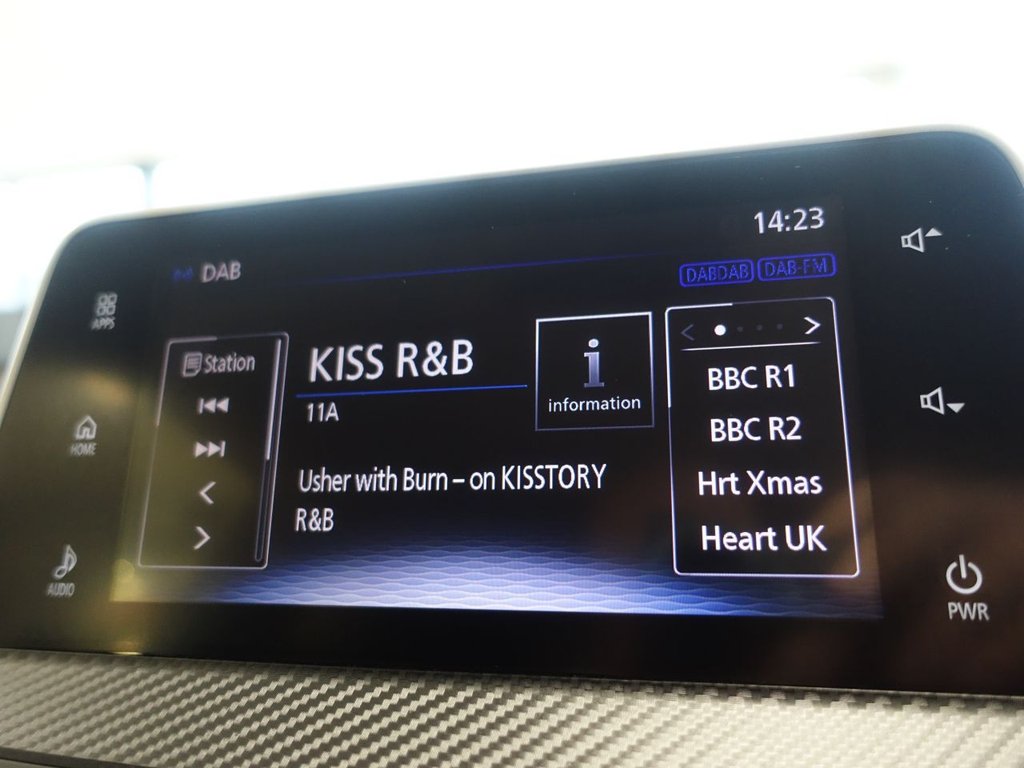 14:23
DAB
DABDAB
DAB-FM
APPS
HOME
AUDIO
Station
KISS R&B
11A
Usher with Burn – on KISSTORY
R&B
i
information
BBC R1
BBC R2
Hrt Xmas
Heart UK
PWR